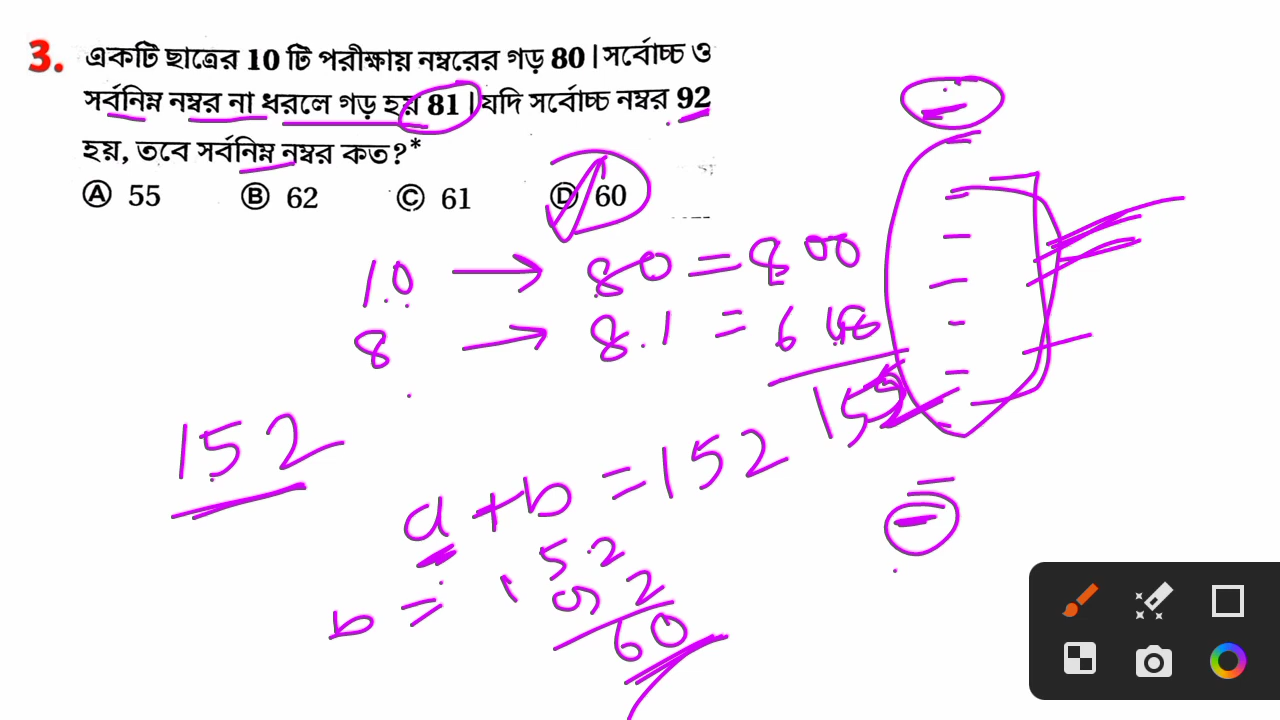 3. একটি ছাত্রের 10 টি পরীক্ষায় নম্বরের গড় 80 | সর্বোচ্চ ও
সর্বনিম্ন নম্বর না ধরলে গড় হয় 81 | যদি সর্বোচ্চ নম্বর 92
হয়, তবে সর্বনিম্ন নম্বর কত?*
Ⓐ 55 Ⓑ 62 Ⓒ 61 Ⓓ 60
10 → 80 = 800
8 → 81 = 648
152
152
a + b = 152
b = 152
92
60